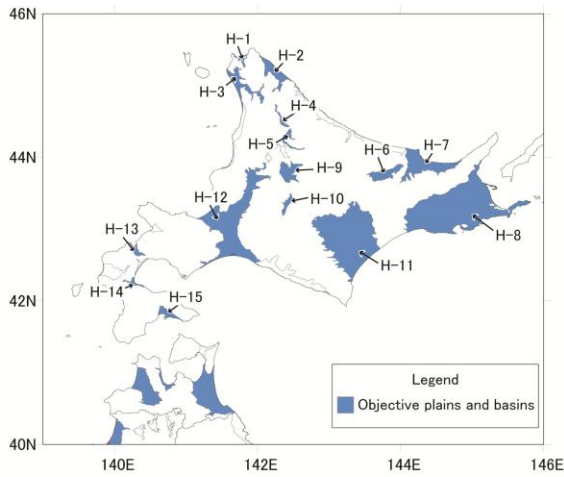 46N
H-1
H-2
H-3
H-4
H-5
44N
H-6
H-7
H-9
H-10
H-12
H-8
H-13
H-11
H-14
42N
H-15
Legend
Objective plains and basins
40N
140E
142E
144E
146E